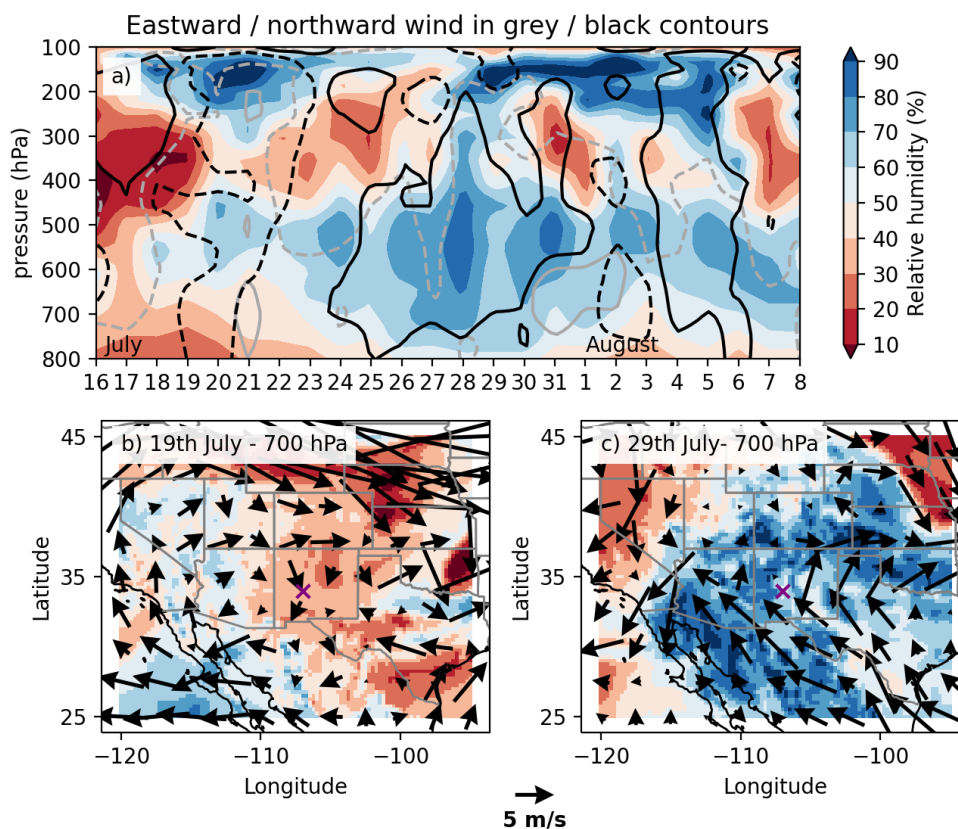 Eastward / northward wind in grey / black contours
a)
100
200
300
400
500
600
700
800
pressure (hPa)
July
August
16 17 18 19 20 21 22 23 24 25 26 27 28 29 30 31 1 2 3 4 5 6 7 8
90
80
70
60
50
40
30
20
10
Relative humidity (%)
b) 19th July - 700 hPa
45
35
25
Latitude
−120 −110 −100
Longitude
c) 29th July- 700 hPa
45
35
25
Latitude
−120 −110 −100
Longitude
5 m/s